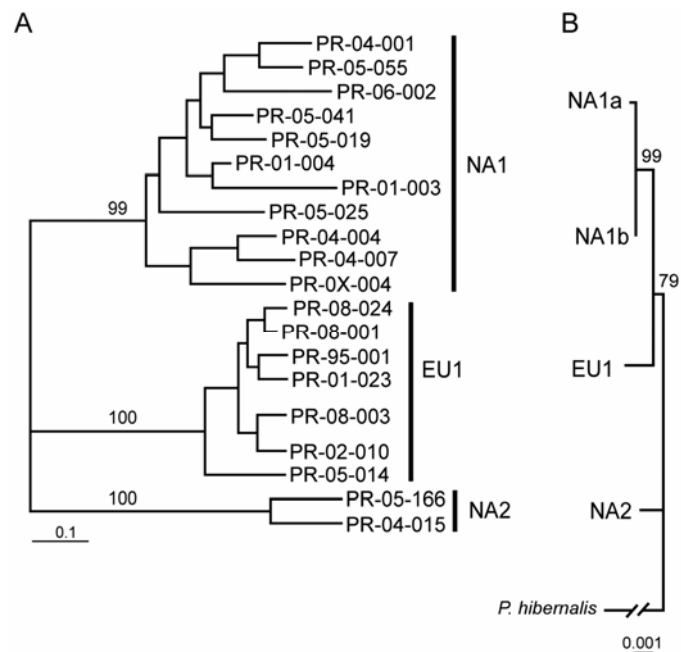 A
PR-04-001
PR-05-055
PR-06-002
PR-05-041
PR-05-019
PR-01-004
PR-01-003
PR-05-025
PR-04-004
PR-04-007
PR-0X-004
NA1
99
PR-08-024
PR-08-001
PR-95-001
PR-01-023
PR-08-003
PR-02-010
PR-05-014
EU1
100
PR-05-166
PR-04-015
NA2
100
0.1
B
NA1a
99
NA1b
79
EU1
NA2
P. hibernalis
0.001